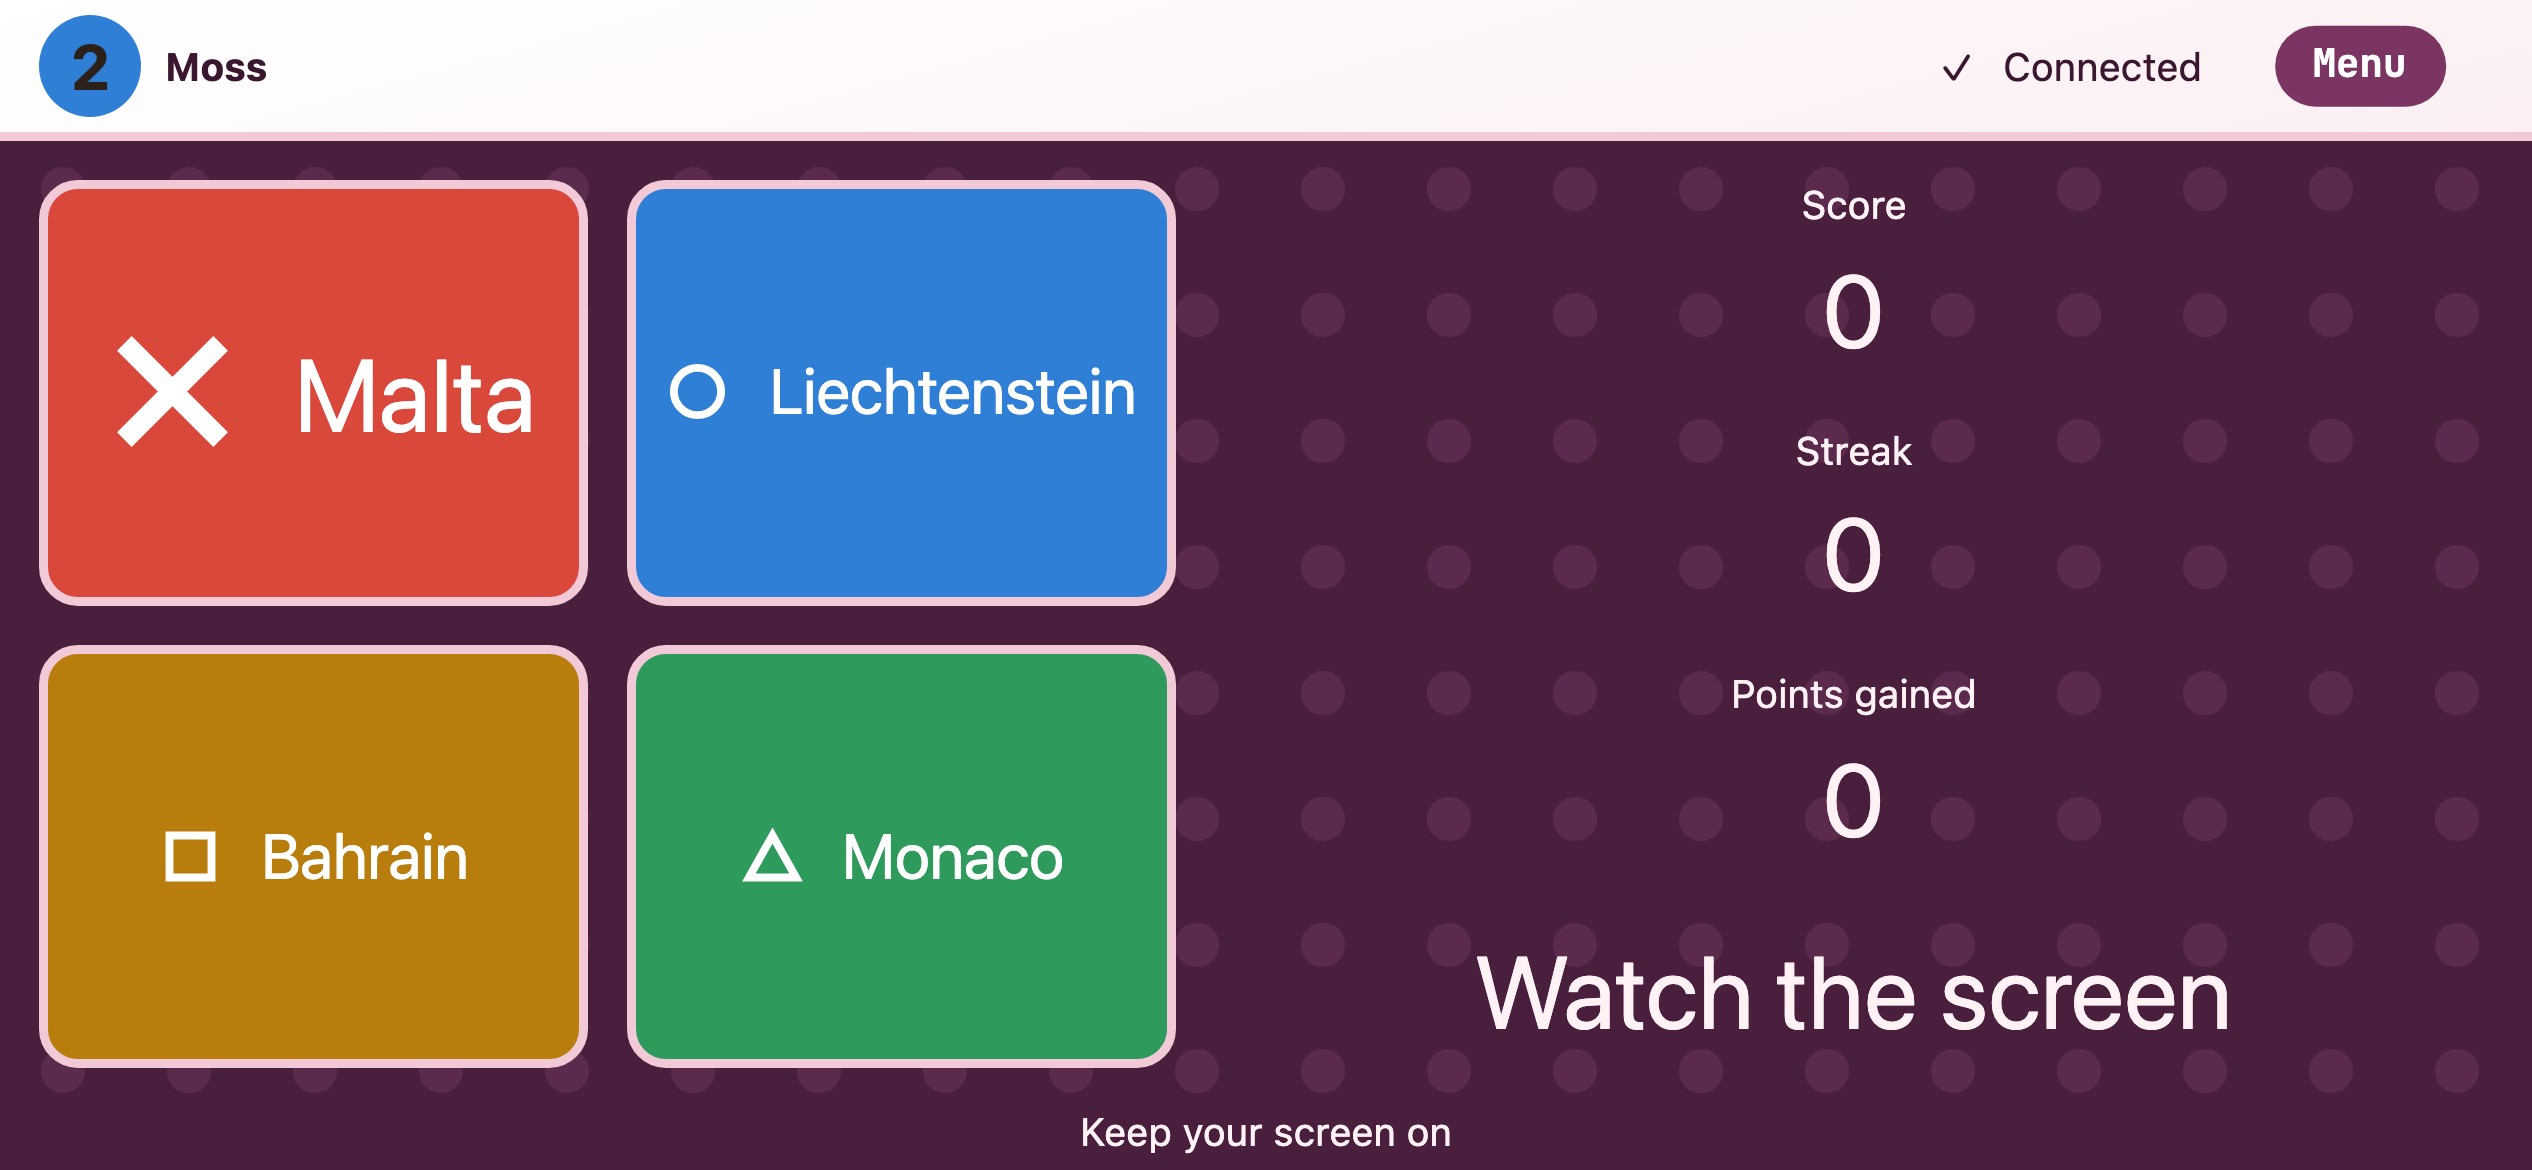 2 Moss
✓ Connected
Menu
Malta
Liechtenstein
Bahrain
Monaco
Score
0
Streak
0
Points gained
0
Watch the screen
Keep your screen on